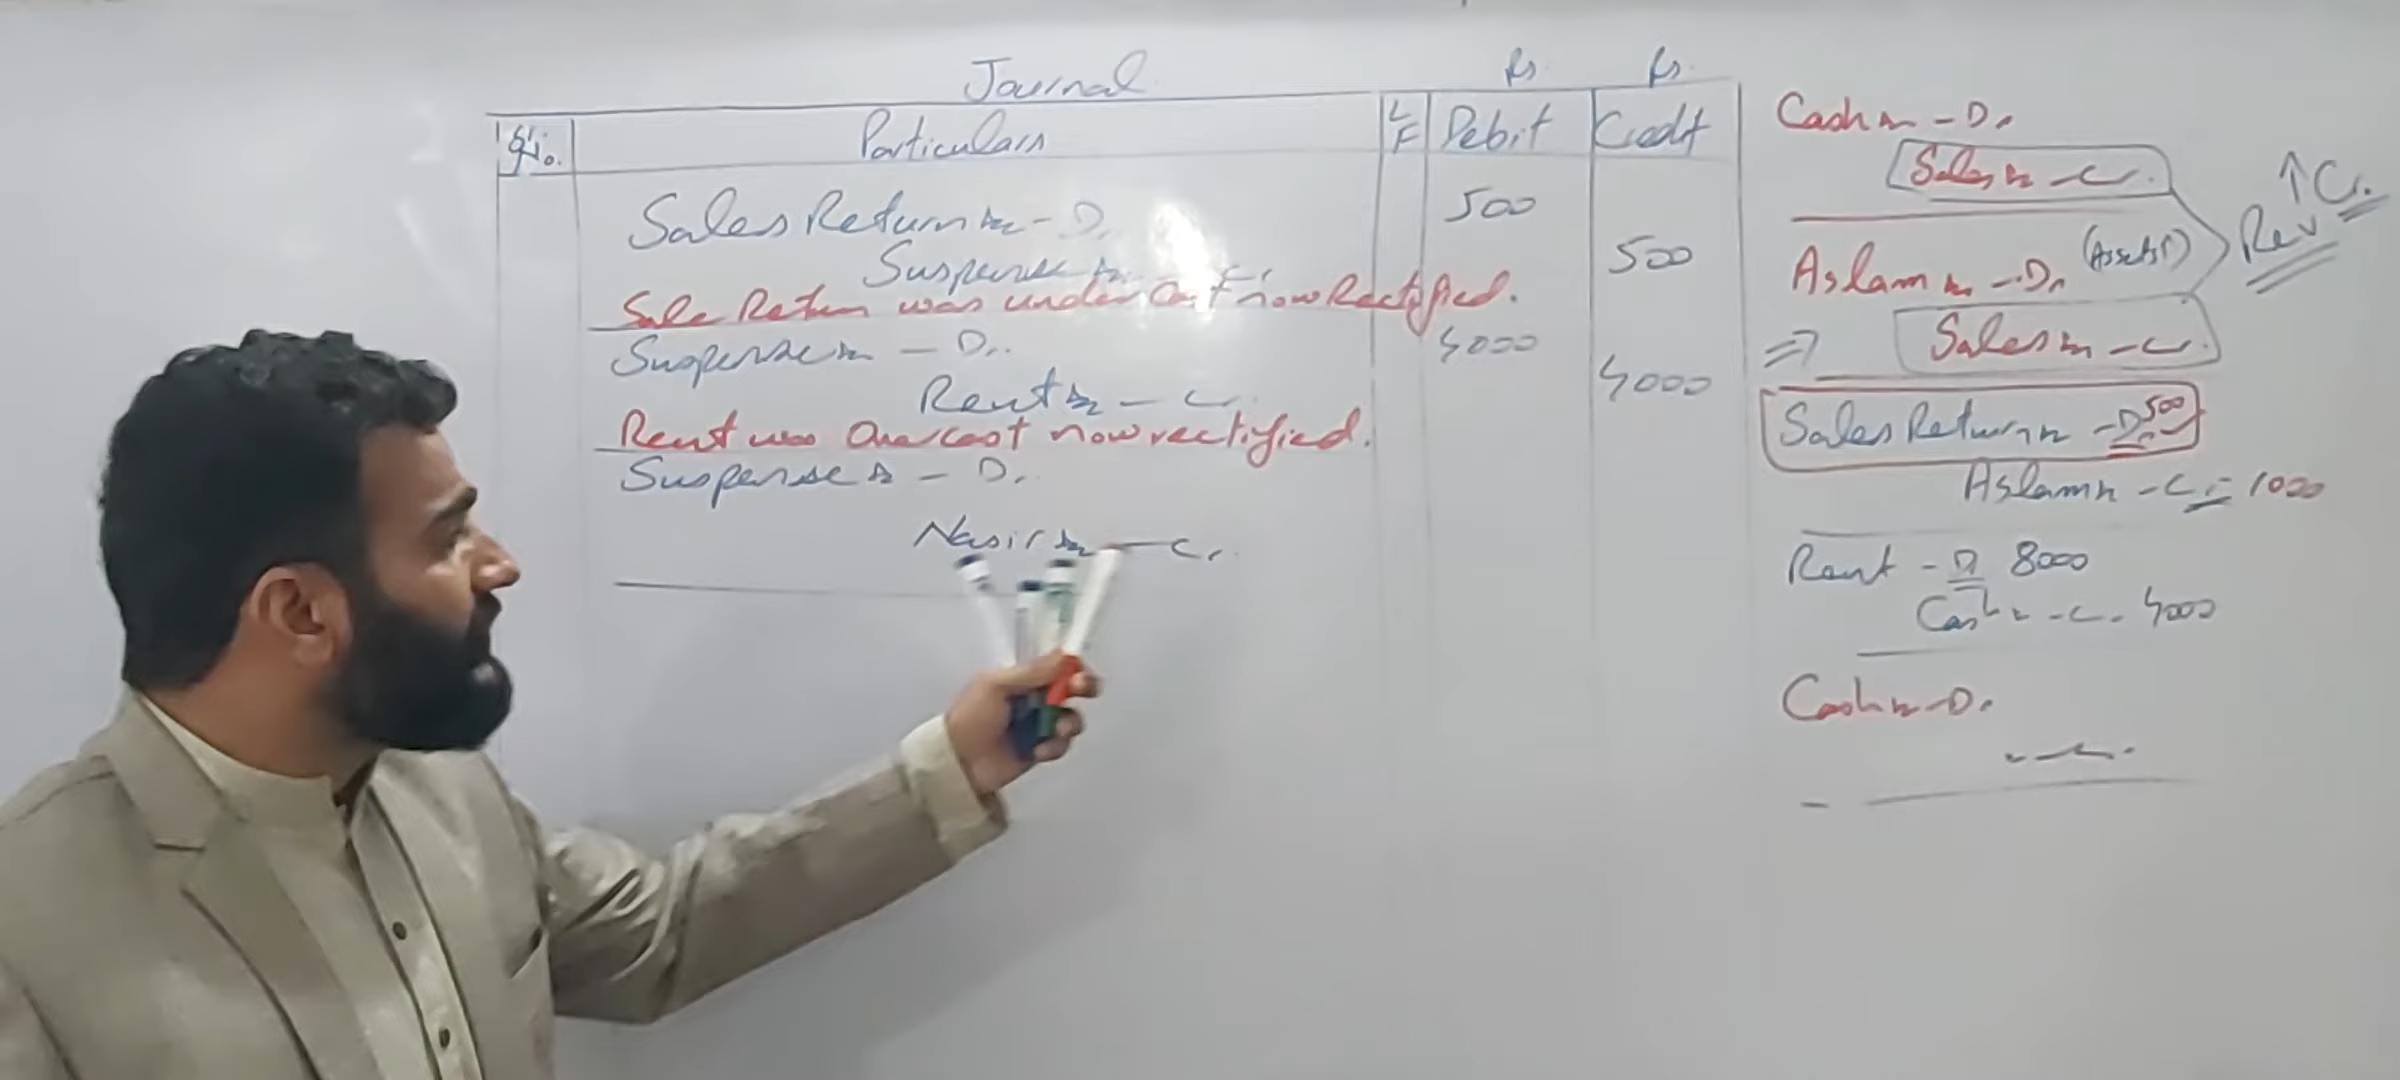 Journal
Rs. Rs.
Particulars L F Debit Credit
Sales Return - Dr 500
Suspense Cr 500
Sale Return was under Cast now Rectified.
Suspense - Dr. 4000
Rent - Cr. 4000
Rent was Overcast now rectified.
Suspense - Dr.
Nasir - Cr.
Cash - Dr
Sales - Cr.
↑ Cr.
Rev
Aslam - Dr (Assets↑)
⇒ Sales - Cr.
Sales Return - Dr 500
Aslam - Cr = 1000
Rent - Dr 8000
Cash - Cr. 4000
Cash - Dr